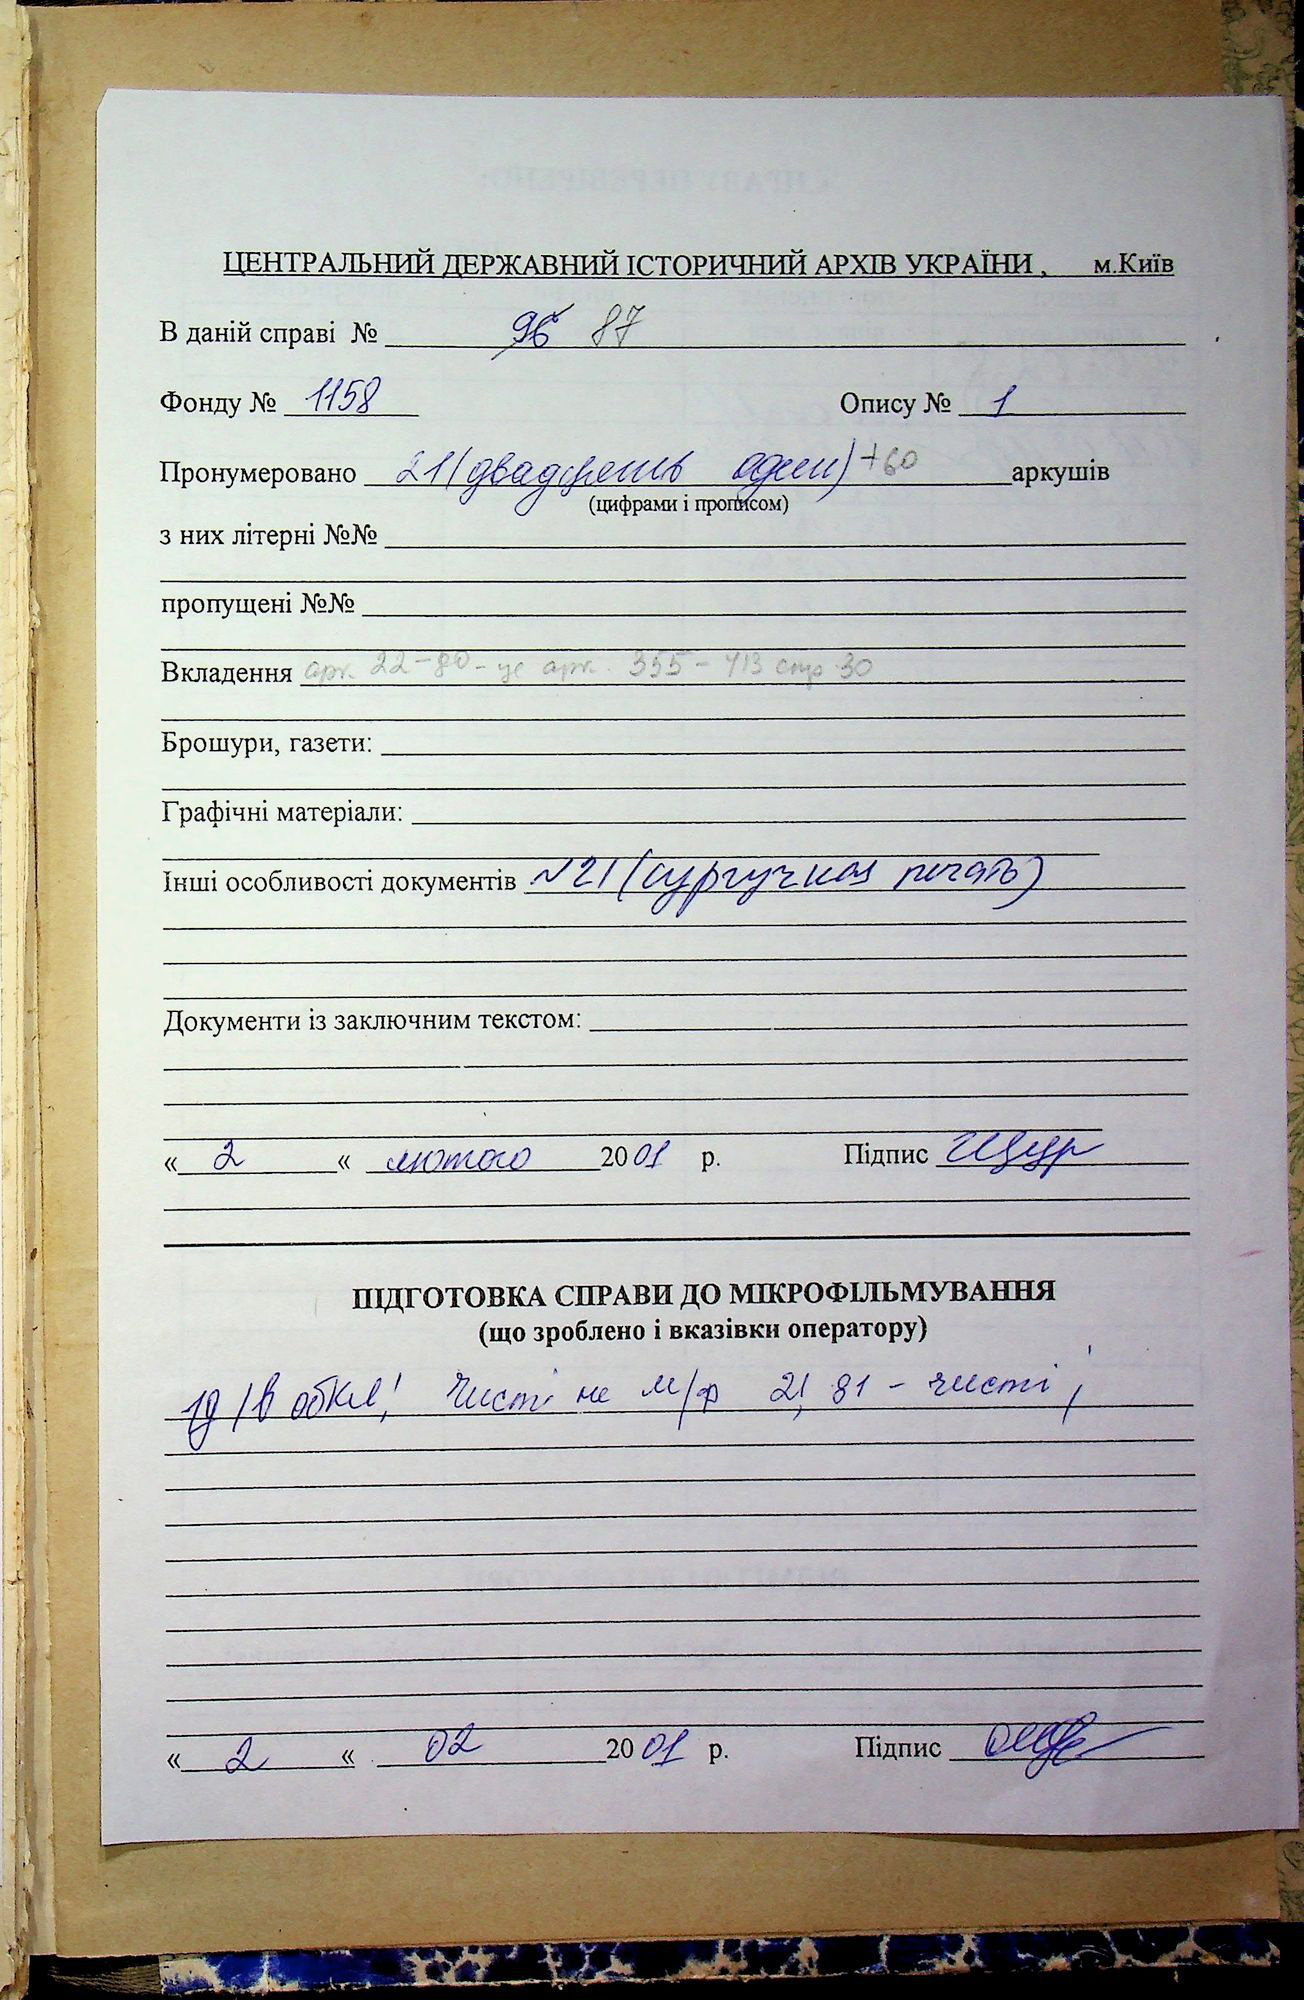 ЦЕНТРАЛЬНИЙ ДЕРЖАВНИЙ ІСТОРИЧНИЙ АРХІВ УКРАЇНИ , м.Київ
В даній справі № 96 87
Фонду № 1158 Опису № 1
Пронумеровано 21 (двадцять один) +60 аркушів
(цифрами і прописом)
з них літерні №№
пропущені №№
Вкладення арк. 22-80 - це арк. 355 - 413 спр 30
Брошури, газети:
Графічні матеріали:
Інші особливості документів №21 (сургучная печать)
Документи із заключним текстом:
« 2 « лютого 2001 р. Підпис Щур
ПІДГОТОВКА СПРАВИ ДО МІКРОФІЛЬМУВАННЯ
(що зроблено і вказівки оператору)
в обкл! Чисті не м/ф 21, 81 - чисті;
« 2 « 02 2001 р. Підпис